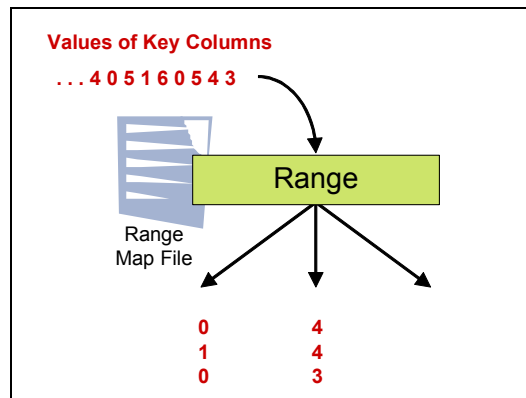 Values of Key Columns
. . . 4 0 5 1 6 0 5 4 3
Range
Range
Map File
0 4
1 4
0 3